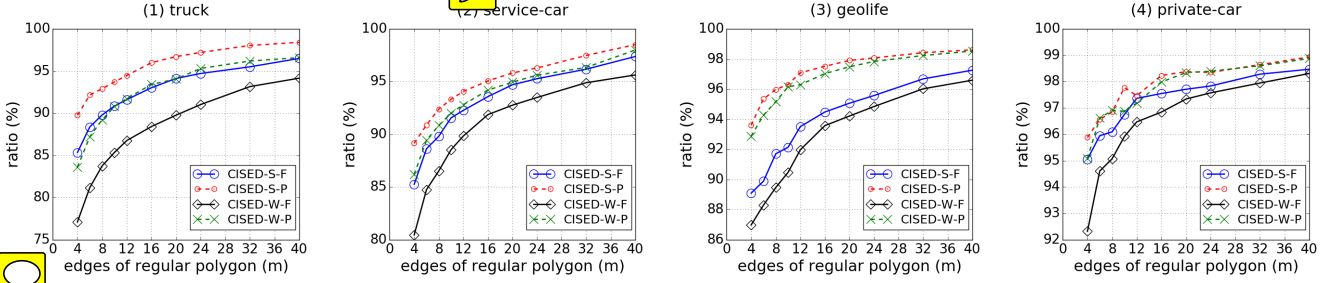 (1) truck
100
95
90
85
80
75
ratio (%)
0 4 8 12 16 20 24 28 32 36 40
edges of regular polygon (m)
CISED-S-F
CISED-S-P
CISED-W-F
CISED-W-P
(2) service-car
100
95
90
85
80
ratio (%)
0 4 8 12 16 20 24 28 32 36 40
edges of regular polygon (m)
CISED-S-F
CISED-S-P
CISED-W-F
CISED-W-P
(3) geolife
100
98
96
94
92
90
88
86
ratio (%)
0 4 8 12 16 20 24 28 32 36 40
edges of regular polygon (m)
CISED-S-F
CISED-S-P
CISED-W-F
CISED-W-P
(4) private-car
100
99
98
97
96
95
94
93
92
ratio (%)
0 4 8 12 16 20 24 28 32 36 40
edges of regular polygon (m)
CISED-S-F
CISED-S-P
CISED-W-F
CISED-W-P